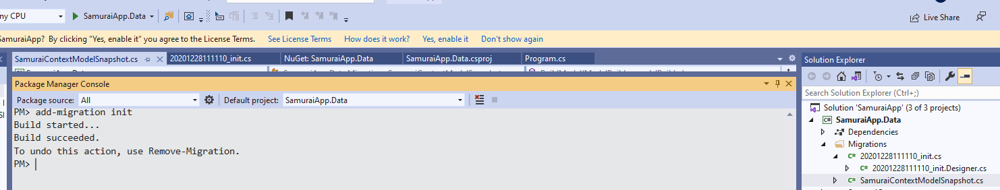 ny CPU
SamuraiApp.Data
Live Share
SamuraiApp? By clicking "Yes, enable it" you agree to the License Terms. See License Terms How does it work? Yes, enable it Don't show again
SamuraiContextModelSnapshot.cs 20201228111110_init.cs NuGet: SamuraiApp.Data SamuraiApp.Data.csproj Program.cs
Package Manager Console
Package source: All Default project: SamuraiApp.Data
PM> add-migration init
Build started...
Build succeeded.
To undo this action, use Remove-Migration.
PM>
Solution Explorer
Search Solution Explorer (Ctrl+;)
Solution 'SamuraiApp' (3 of 3 projects)
C# SamuraiApp.Data
Dependencies
Migrations
C# 20201228111110_init.cs
C# 20201228111110_init.Designer.cs
C# SamuraiContextModelSnapshot.cs